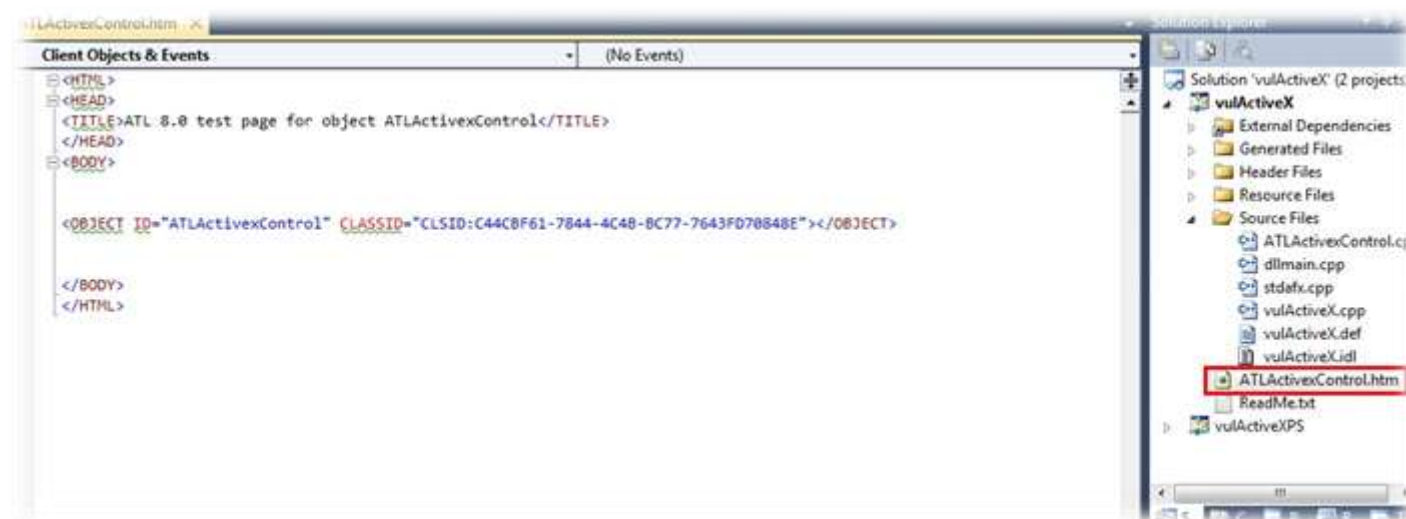 ATLActivexControl.htm
Client Objects & Events
(No Events)
<HTML>
<HEAD>
<TITLE>ATL 8.0 test page for object ATLActivexControl</TITLE>
</HEAD>
<BODY>
<OBJECT ID="ATLActivexControl" CLASSID="CLSID:C44CBF61-7844-4C4B-BC77-7643FD70848E"></OBJECT>
</BODY>
</HTML>
Solution Explorer
Solution 'vulActiveX' (2 projects
vulActiveX
External Dependencies
Generated Files
Header Files
Resource Files
Source Files
ATLActivexControl.c
dllmain.cpp
stdafx.cpp
vulActiveX.cpp
vulActiveX.def
vulActiveX.idl
ATLActivexControl.htm
ReadMe.txt
vulActiveXPS